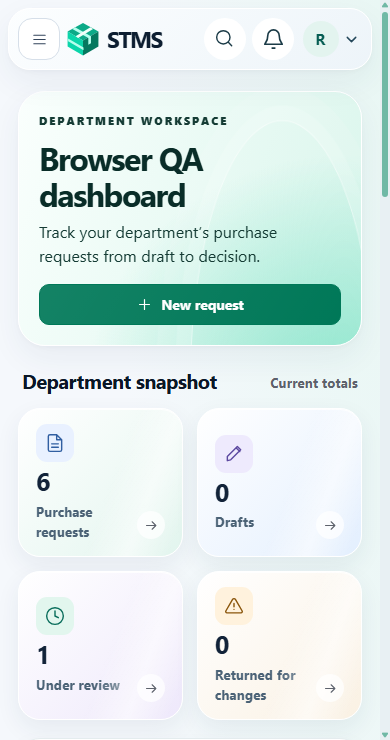 STMS
R
DEPARTMENT WORKSPACE
Browser QA
dashboard
Track your department's purchase
requests from draft to decision.
+ New request
Department snapshot
Current totals
6
Purchase
requests
0
Drafts
1
Under review
0
Returned for
changes